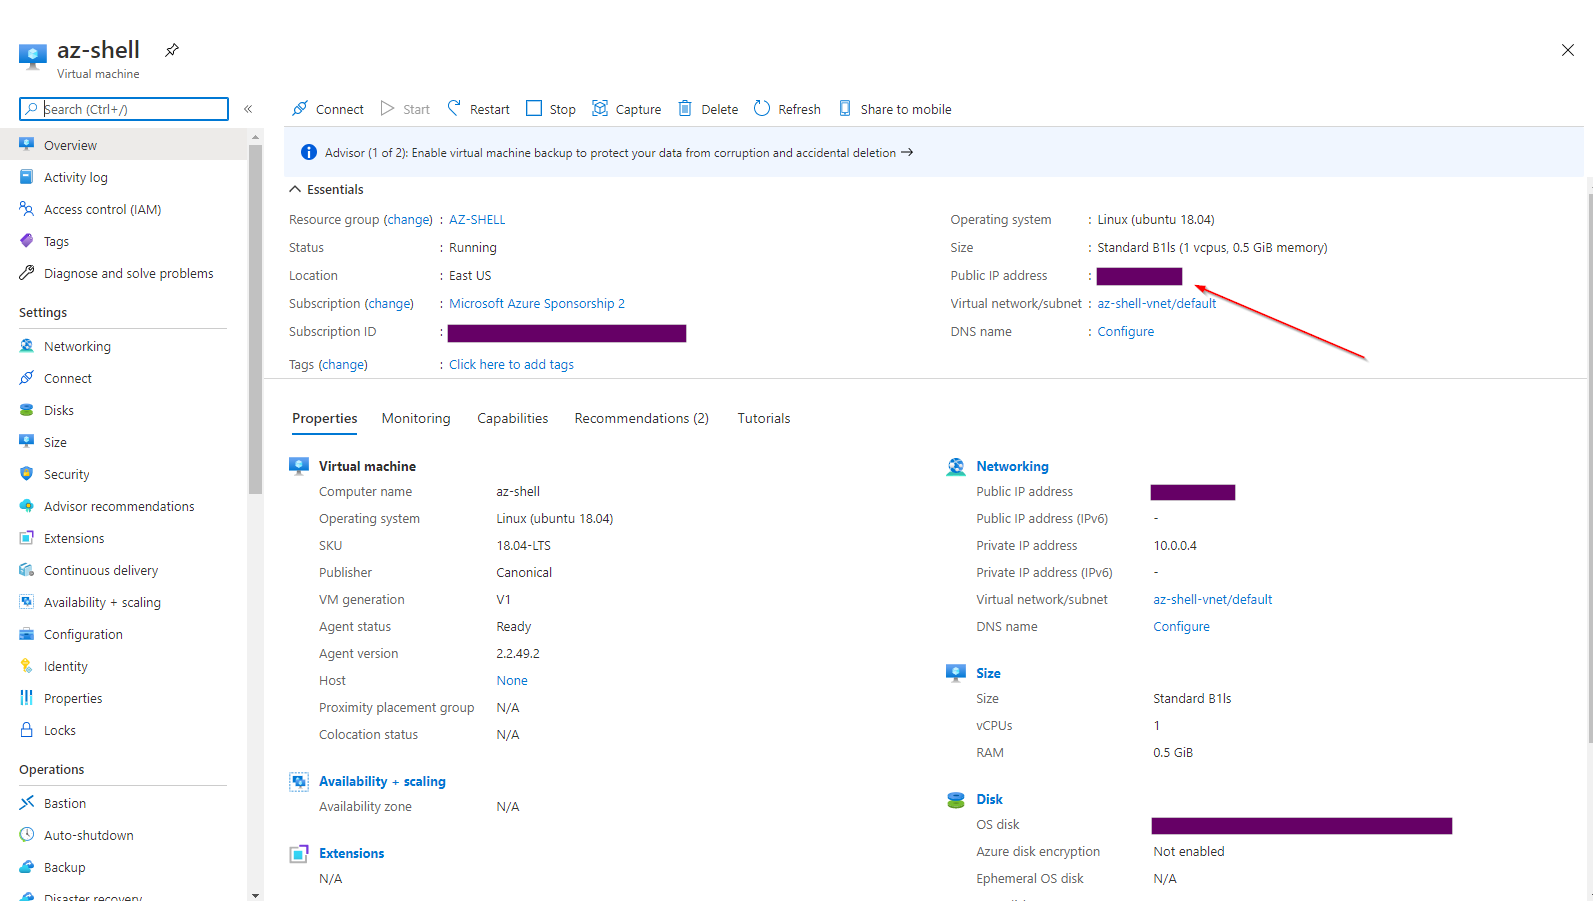 az-shell
Virtual machine
Search (Ctrl+/)
«
Overview
Activity log
Access control (IAM)
Tags
Diagnose and solve problems
Settings
Networking
Connect
Disks
Size
Security
Advisor recommendations
Extensions
Continuous delivery
Availability + scaling
Configuration
Identity
Properties
Locks
Operations
Bastion
Auto-shutdown
Backup
Disaster recovery
Connect Start Restart Stop Capture Delete Refresh Share to mobile
Advisor (1 of 2): Enable virtual machine backup to protect your data from corruption and accidental deletion →
Essentials
Resource group (change) : AZ-SHELL
Status : Running
Location : East US
Subscription (change) : Microsoft Azure Sponsorship 2
Subscription ID :
Tags (change) : Click here to add tags
Operating system : Linux (ubuntu 18.04)
Size : Standard B1ls (1 vcpus, 0.5 GiB memory)
Public IP address :
Virtual network/subnet : az-shell-vnet/default
DNS name : Configure
Properties Monitoring Capabilities Recommendations (2) Tutorials
Virtual machine
Computer name az-shell
Operating system Linux (ubuntu 18.04)
SKU 18.04-LTS
Publisher Canonical
VM generation V1
Agent status Ready
Agent version 2.2.49.2
Host None
Proximity placement group N/A
Colocation status N/A
Availability + scaling
Availability zone N/A
Extensions
N/A
Networking
Public IP address
Public IP address (IPv6) -
Private IP address 10.0.0.4
Private IP address (IPv6) -
Virtual network/subnet az-shell-vnet/default
DNS name Configure
Size
Size Standard B1ls
vCPUs 1
RAM 0.5 GiB
Disk
OS disk
Azure disk encryption Not enabled
Ephemeral OS disk N/A